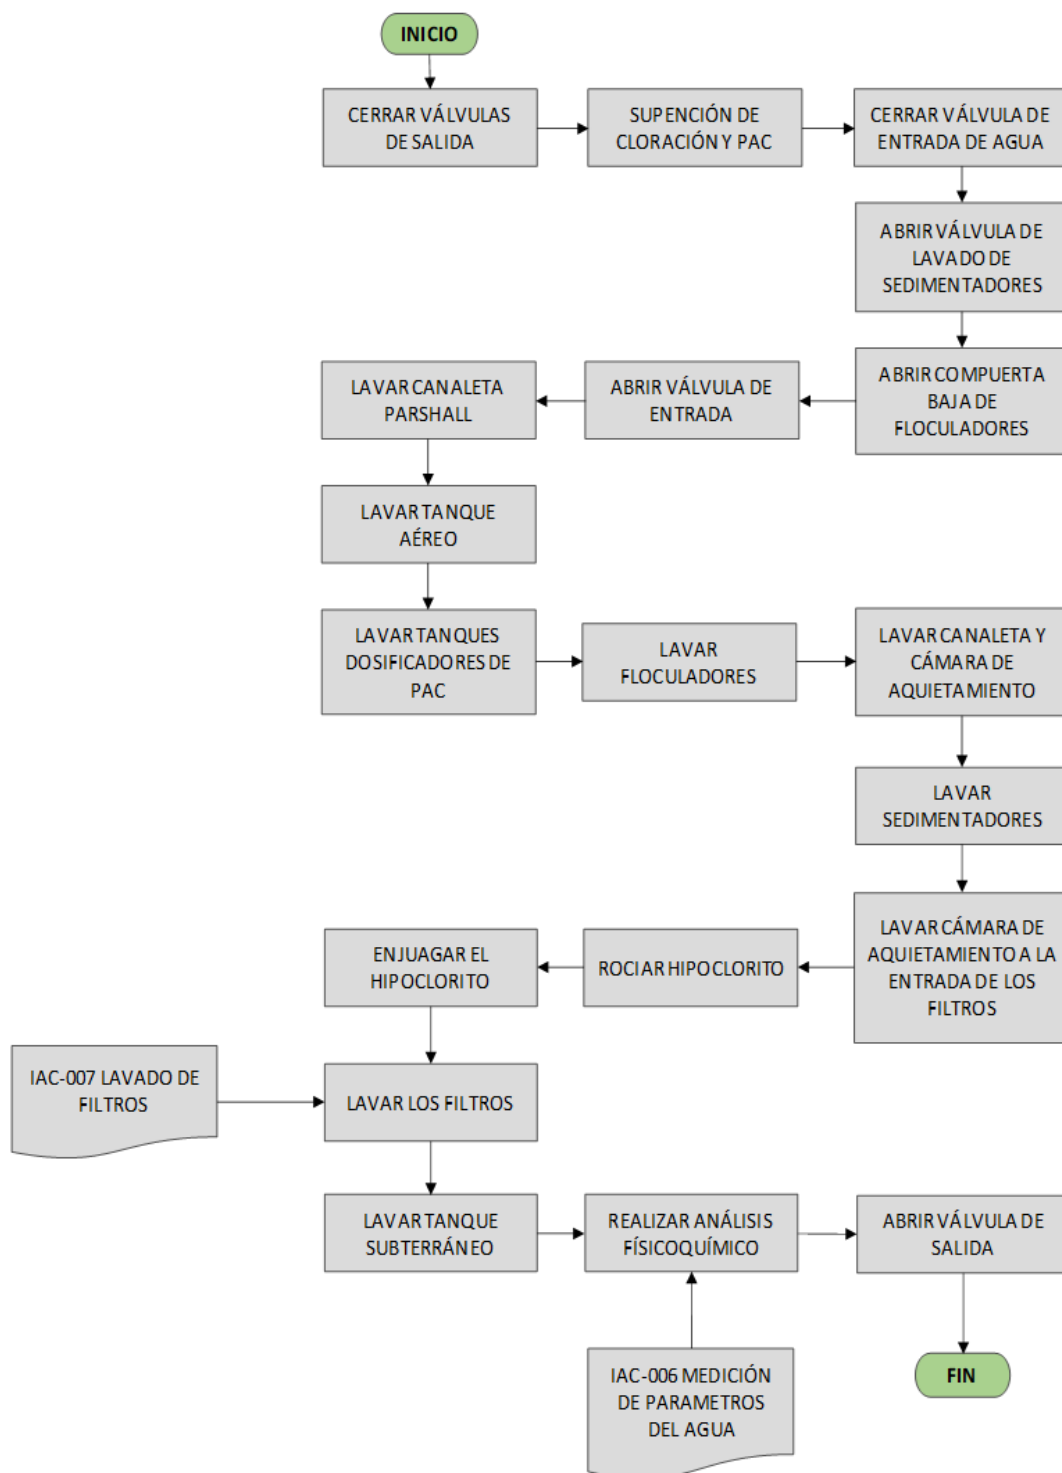 INICIO
CERRAR VÁLVULAS
DE SALIDA
SUPENCIÓN DE
CLORACIÓN Y PAC
CERRAR VÁLVULA DE
ENTRADA DE AGUA
ABRIR VÁLVULA DE
LAVADO DE
SEDIMENTADORES
ABRIR COMPUERTA
BAJA DE
FLOCULADORES
ABRIR VÁLVULA DE
ENTRADA
LAVAR CANALETA
PARSHALL
LAVAR TANQUE
AÉREO
LAVAR TANQUES
DOSIFICADORES DE
PAC
LAVAR
FLOCULADORES
LAVAR CANALETA Y
CÁMARA DE
AQUIETAMIENTO
LAVAR
SEDIMENTADORES
LAVAR CÁMARA DE
AQUIETAMIENTO A LA
ENTRADA DE LOS
FILTROS
ROCIAR HIPOCLORITO
ENJUAGAR EL
HIPOCLORITO
IAC-007 LAVADO DE
FILTROS
LAVAR LOS FILTROS
LAVAR TANQUE
SUBTERRÁNEO
REALIZAR ANÁLISIS
FÍSICOQUÍMICO
ABRIR VÁLVULA DE
SALIDA
IAC-006 MEDICIÓN
DE PARAMETROS
DEL AGUA
FIN